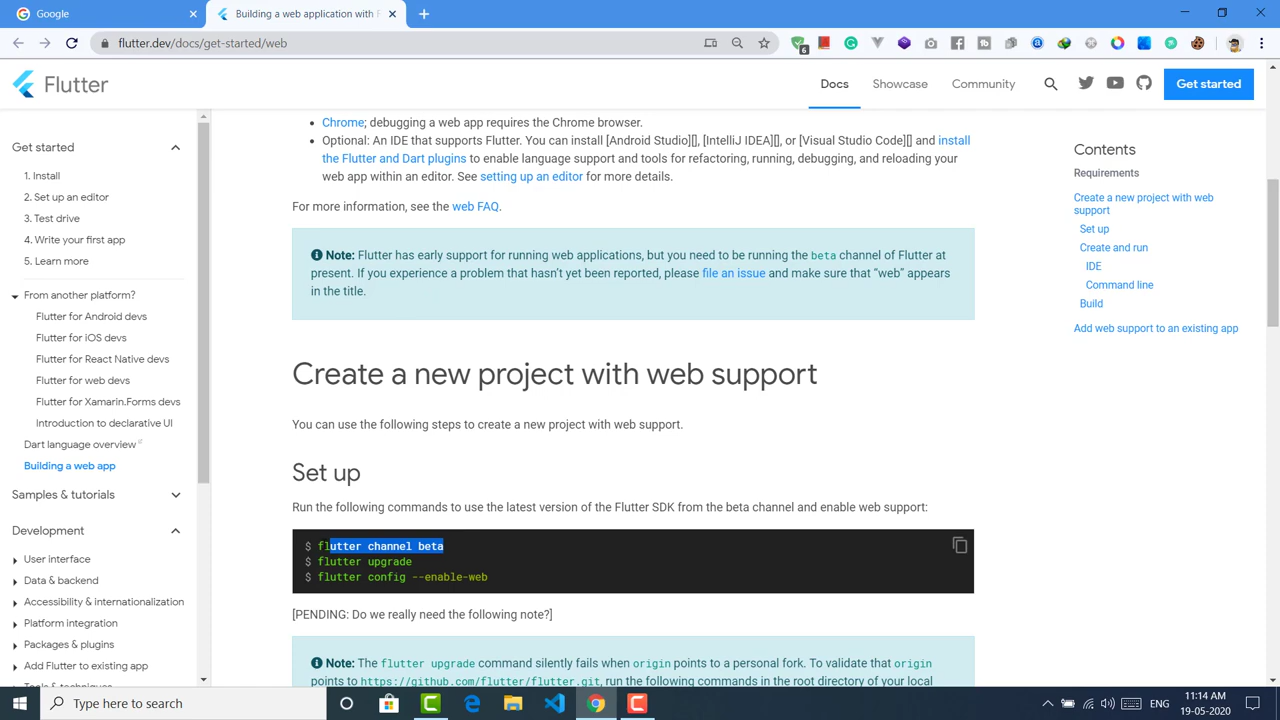 Google
Building a web application with F
flutter.dev/docs/get-started/web
6
Flutter
Docs
Showcase
Community
Get started
Get started
1. Install
2. Set up an editor
3. Test drive
4. Write your first app
5. Learn more
From another platform?
Flutter for Android devs
Flutter for iOS devs
Flutter for React Native devs
Flutter for web devs
Flutter for Xamarin.Forms devs
Introduction to declarative UI
Dart language overview
Building a web app
Samples & tutorials
Development
User interface
Data & backend
Accessibility & internationalization
Platform integration
Packages & plugins
Add Flutter to existing app
Tools & techniques
Chrome; debugging a web app requires the Chrome browser.
Optional: An IDE that supports Flutter. You can install [Android Studio][], [IntelliJ IDEA][], or [Visual Studio Code][] and install
the Flutter and Dart plugins to enable language support and tools for refactoring, running, debugging, and reloading your
web app within an editor. See setting up an editor for more details.
For more information, see the web FAQ.
Note: Flutter has early support for running web applications, but you need to be running the beta channel of Flutter at
present. If you experience a problem that hasn’t yet been reported, please file an issue and make sure that “web” appears
in the title.
Create a new project with web support
You can use the following steps to create a new project with web support.
Set up
Run the following commands to use the latest version of the Flutter SDK from the beta channel and enable web support:
$ flutter channel beta
$ flutter upgrade
$ flutter config --enable-web
[PENDING: Do we really need the following note?]
Note: The flutter upgrade command silently fails when origin points to a personal fork. To validate that origin
points to https://github.com/flutter/flutter.git, run the following commands in the root directory of your local
Contents
Requirements
Create a new project with web
support
Set up
Create and run
IDE
Command line
Build
Add web support to an existing app
Type here to search
ENG
11:14 AM
19-05-2020